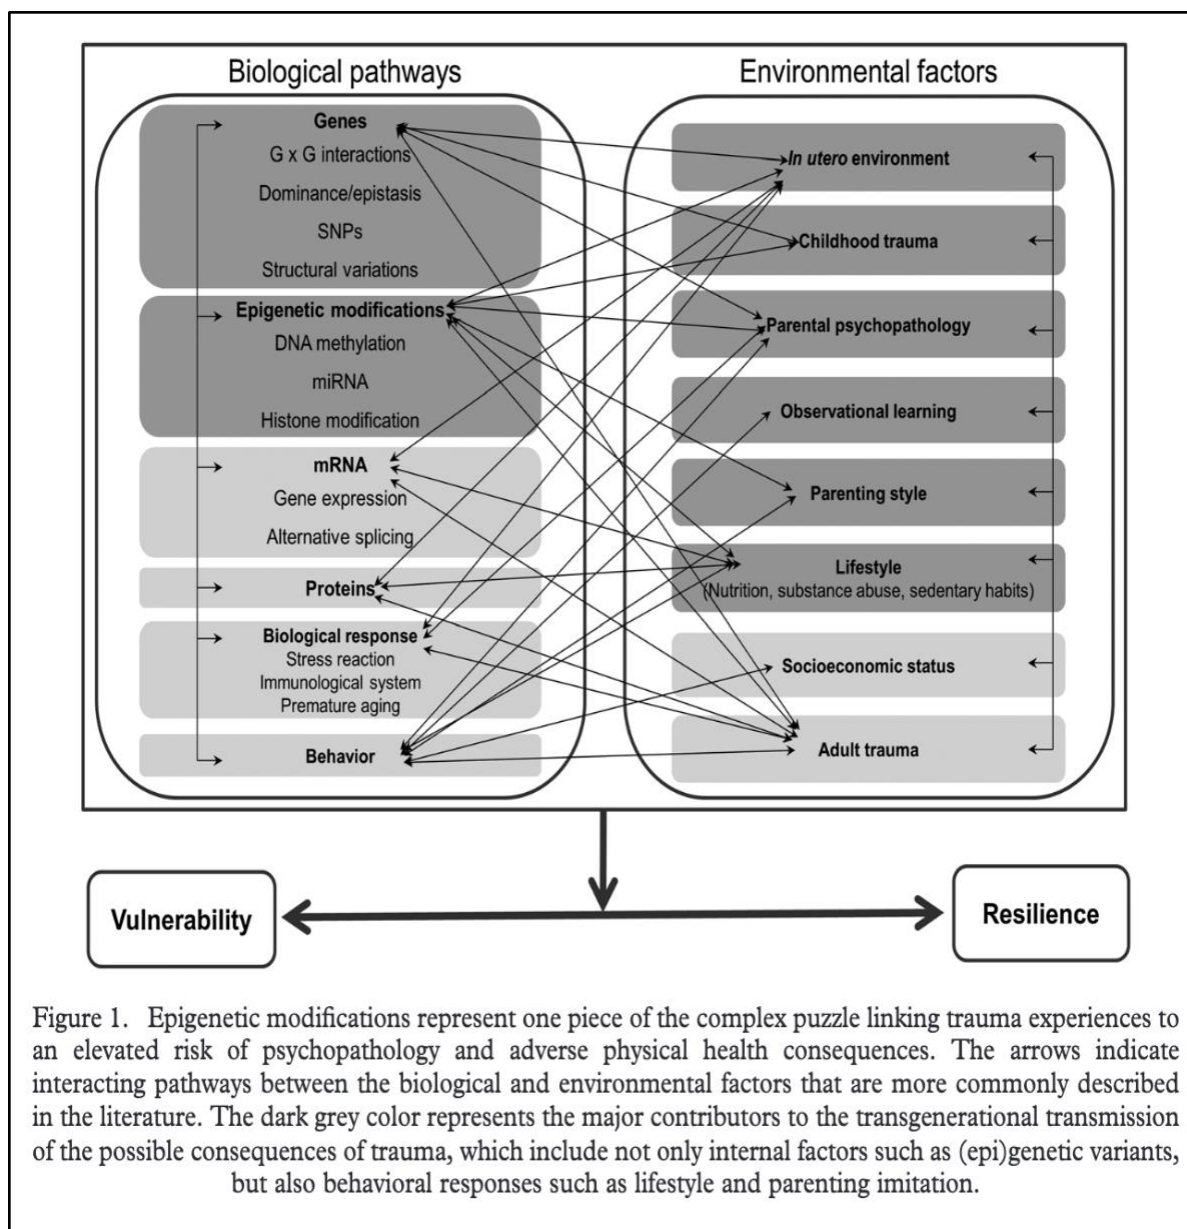 Biological pathways
Genes
G x G interactions
Dominance/epistasis
SNPs
Structural variations
Epigenetic modifications
DNA methylation
miRNA
Histone modification
mRNA
Gene expression
Alternative splicing
Proteins
Biological response
Stress reaction
Immunological system
Premature aging
Behavior
Environmental factors
In utero environment
Childhood trauma
Parental psychopathology
Observational learning
Parenting style
Lifestyle
(Nutrition, substance abuse, sedentary habits)
Socioeconomic status
Adult trauma
Vulnerability
Resilience
Figure 1. Epigenetic modifications represent one piece of the complex puzzle linking trauma experiences to
an elevated risk of psychopathology and adverse physical health consequences. The arrows indicate
interacting pathways between the biological and environmental factors that are more commonly described
in the literature. The dark grey color represents the major contributors to the transgenerational transmission
of the possible consequences of trauma, which include not only internal factors such as (epi)genetic variants,
but also behavioral responses such as lifestyle and parenting imitation.